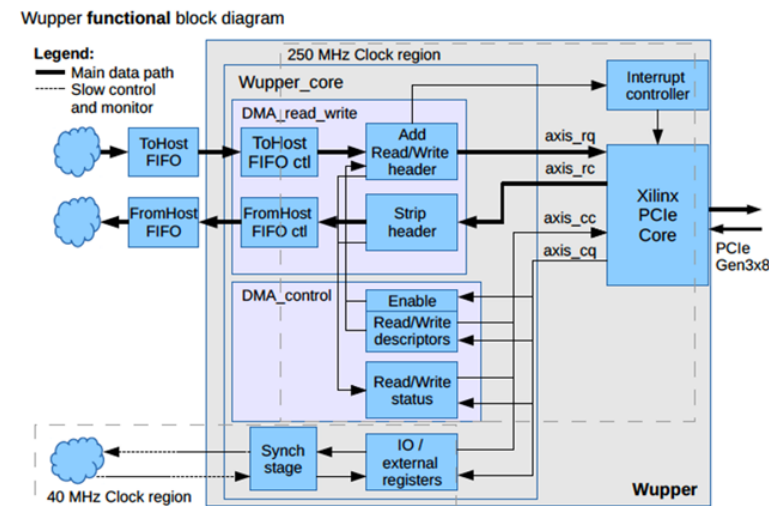 Wupper functional block diagram
Legend:
Main data path
Slow control
and monitor
250 MHz Clock region
Wupper_core
Interrupt
controller
DMA_read_write
ToHost
FIFO
ToHost
FIFO ctl
Add
Read/Write
header
axis_rq
axis_rc
FromHost
FIFO
FromHost
FIFO ctl
Strip
header
Xilinx
PCIe
Core
axis_cc
axis_cq
PCIe
Gen3x8
DMA_control
Enable
Read/Write
descriptors
Read/Write
status
Synch
stage
IO /
external
registers
40 MHz Clock region
Wupper